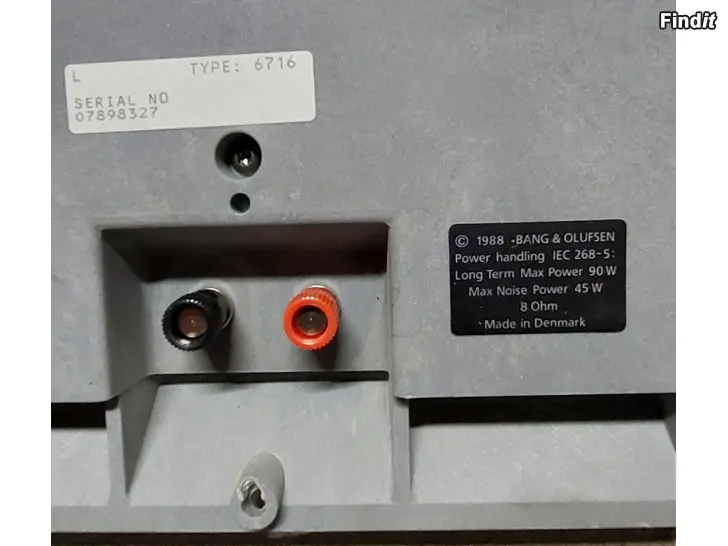 Findit
L TYPE: 6716
SERIAL NO
07898327
© 1988 -BANG & OLUFSEN
Power handling IEC 268-5:
Long Term Max Power 90 W
Max Noise Power 45 W
8 Ohm
Made in Denmark